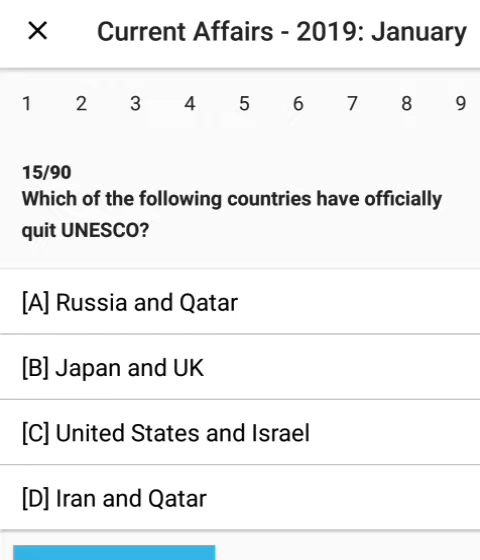 × Current Affairs - 2019: January
1 2 3 4 5 6 7 8 9
15/90
Which of the following countries have officially
quit UNESCO?
[A] Russia and Qatar
[B] Japan and UK
[C] United States and Israel
[D] Iran and Qatar